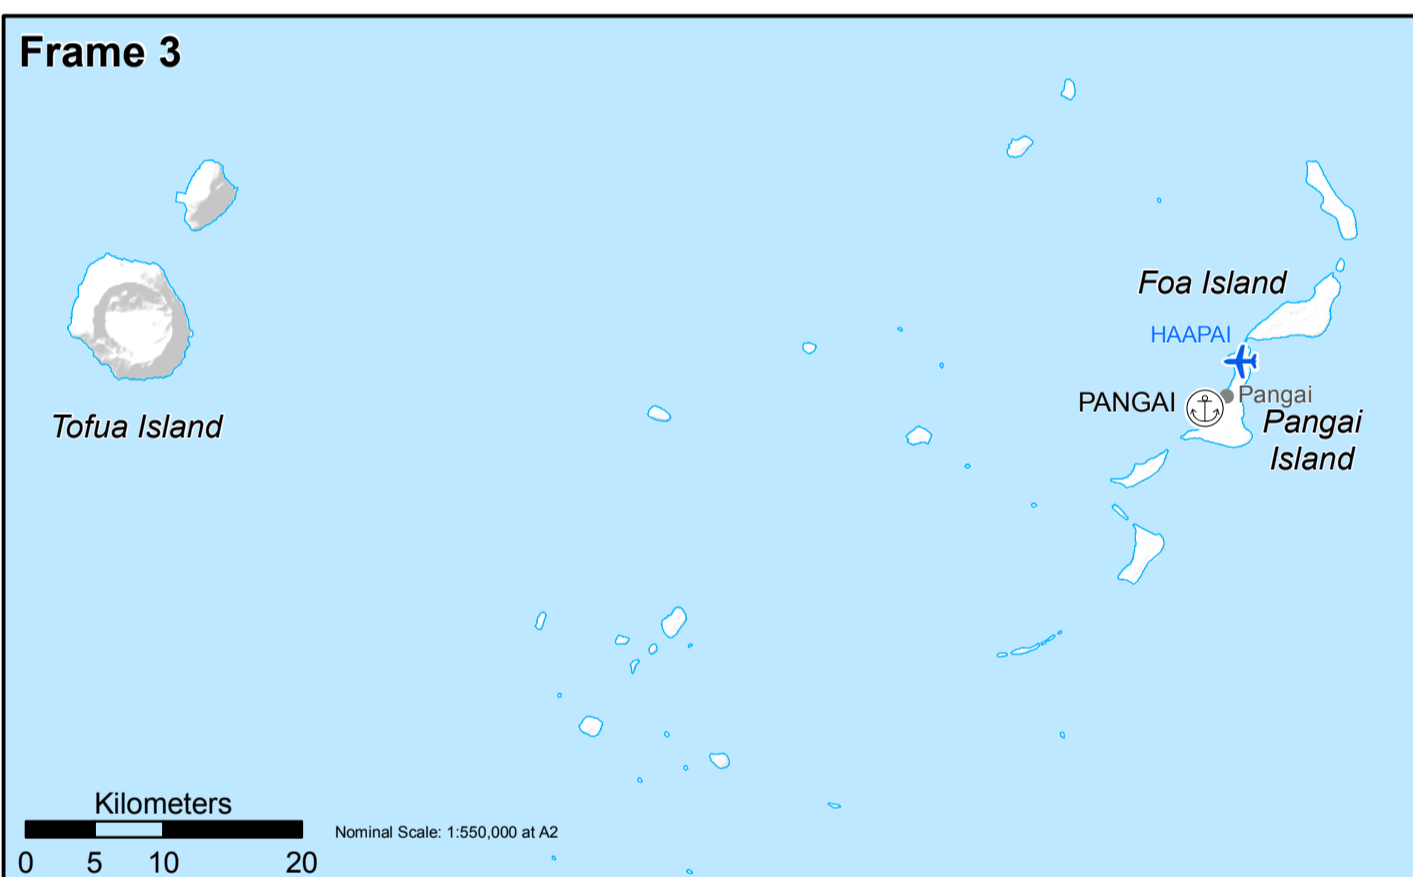 Frame 3
Foa Island
HAAPAI
PANGAI
Pangai
Pangai
Island
Tofua Island
Kilometers
Nominal Scale: 1:550,000 at A2
0 5 10 20